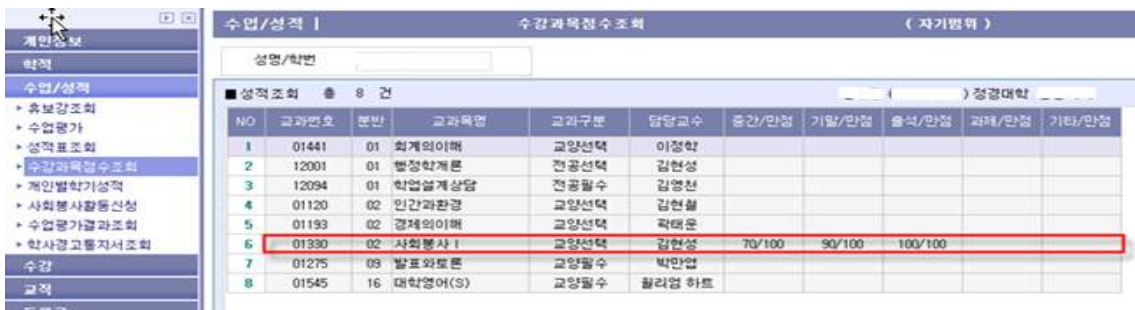 개인정보
학적
수업/성적
▸ 휴보강조회
▸ 수업평가
▸ 성적표조회
▸ 수강과목점수조회
▸ 개인별학기성적
▸ 사회봉사활동신청
▸ 수업평가결과조회
▸ 학사경고통지서조회
수강
교직
수업/성적 | 수강과목점수조회 ( 자기범위 )
성명/학번
■성적조회 총 8 건 ) 정경대학
NO 교과번호 분반 교과목명 교과구분 담당교수 중간/만점 기말/만점 출석/만점 과제/만점 기타/만점
1 01441 01 회계의이해 교양선택 이정학
2 12001 01 행정학개론 전공선택 김현성
3 12094 01 학업설계상담 전공필수 김영천
4 01120 02 인간과환경 교양선택 김현철
5 01193 02 경제의이해 교양선택 곽태운
6 01330 02 사회봉사Ⅰ 교양선택 김현성 70/100 90/100 100/100
7 01275 09 발표와토론 교양필수 박만엽
8 01545 16 대학영어(S) 교양필수 월리엄 하트